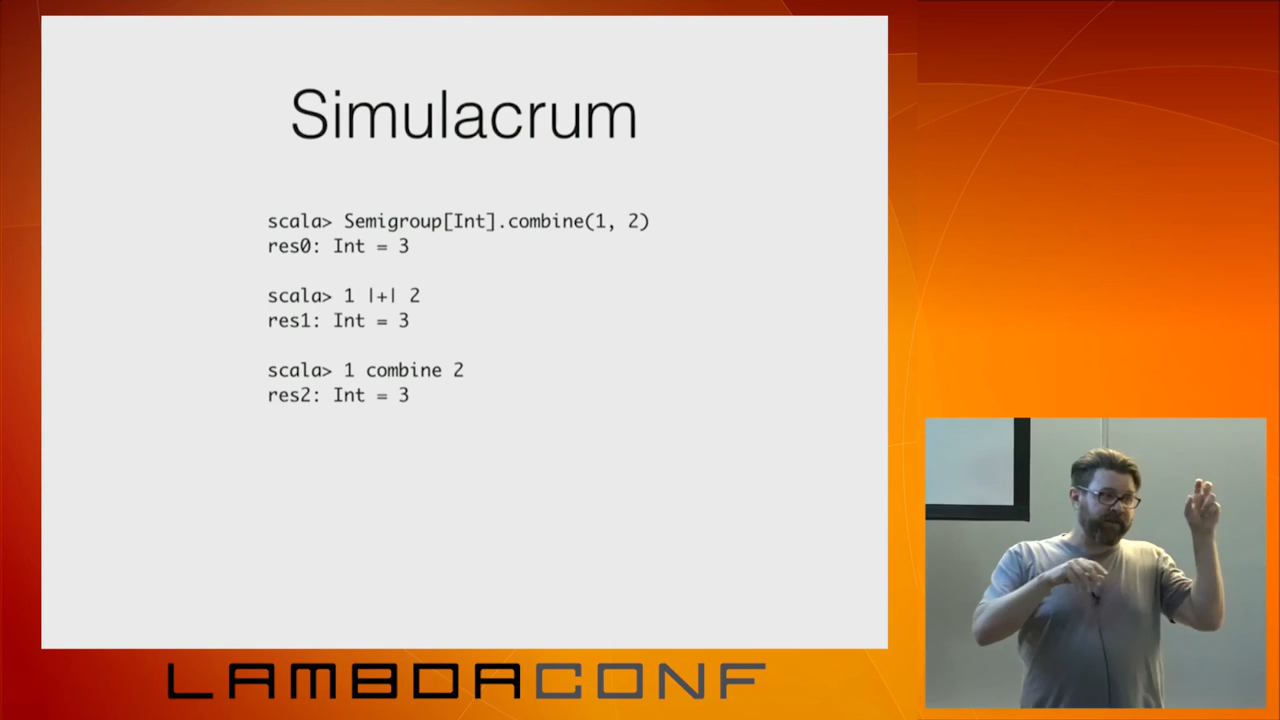 Simulacrum
scala> Semigroup[Int].combine(1, 2)
res0: Int = 3
scala> 1 |+| 2
res1: Int = 3
scala> 1 combine 2
res2: Int = 3
LAMBDACONF